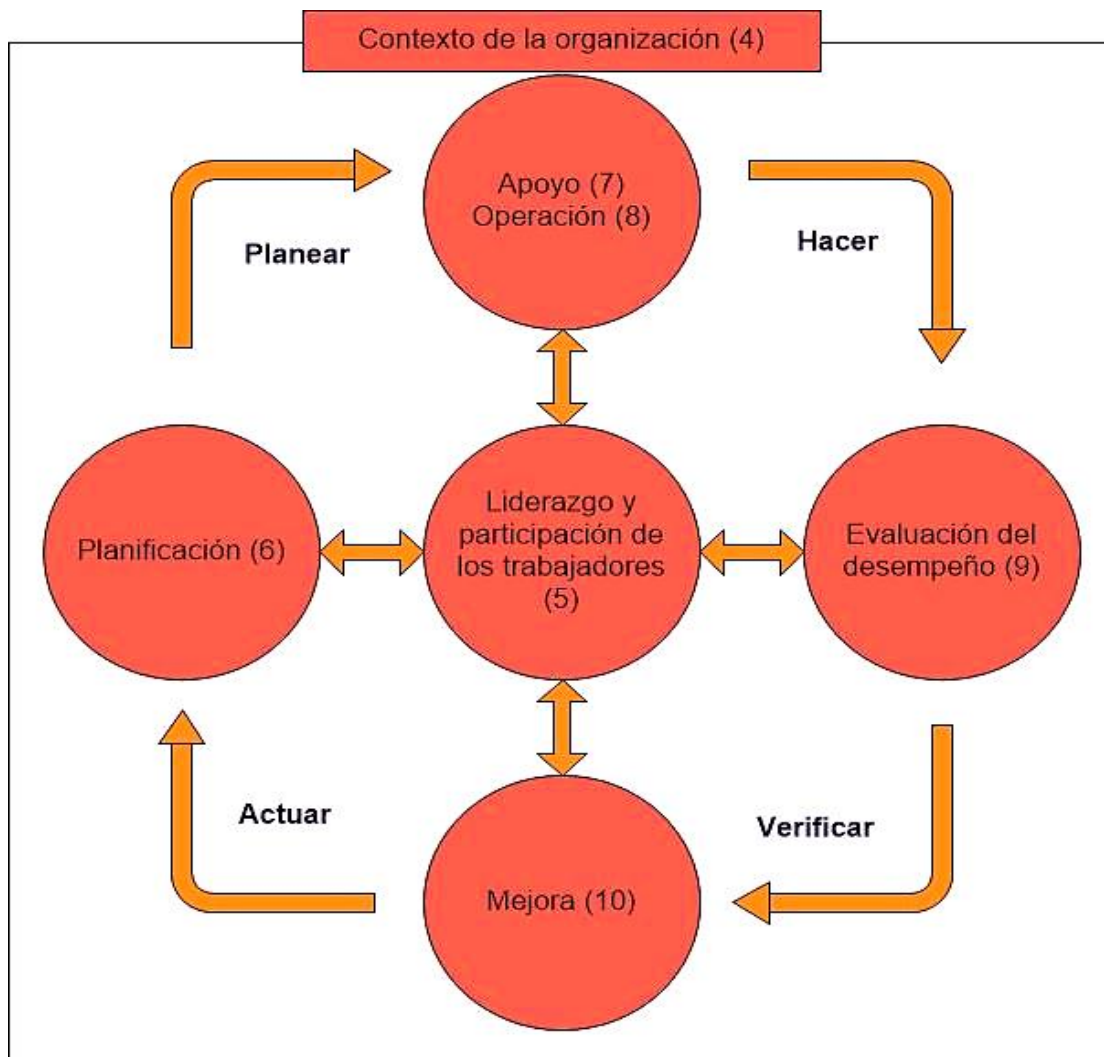 Contexto de la organización (4)
Apoyo (7)
Operación (8)
Planear
Hacer
Planificación (6)
Liderazgo y
participación de
los trabajadores
(5)
Evaluación del
desempeño (9)
Actuar
Verificar
Mejora (10)